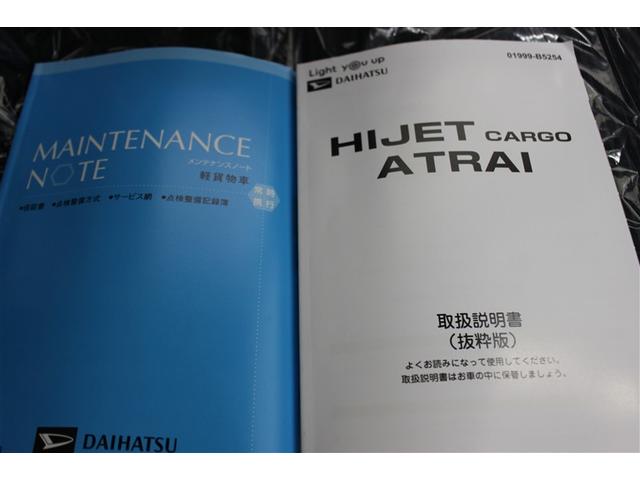 MAINTENANCE
NOTE
メンテナンスノート
軽貨物車
●保証書 ●点検整備方式 ●サービス網 ●点検整備記録簿
常時
携行
DAIHATSU
01999-B5254
Light you up
DAIHATSU
HIJET CARGO
ATRAI
取扱説明書
（抜粋版）
よくお読みになって使用してください。
取扱説明書はお車の中に保管しましょう。